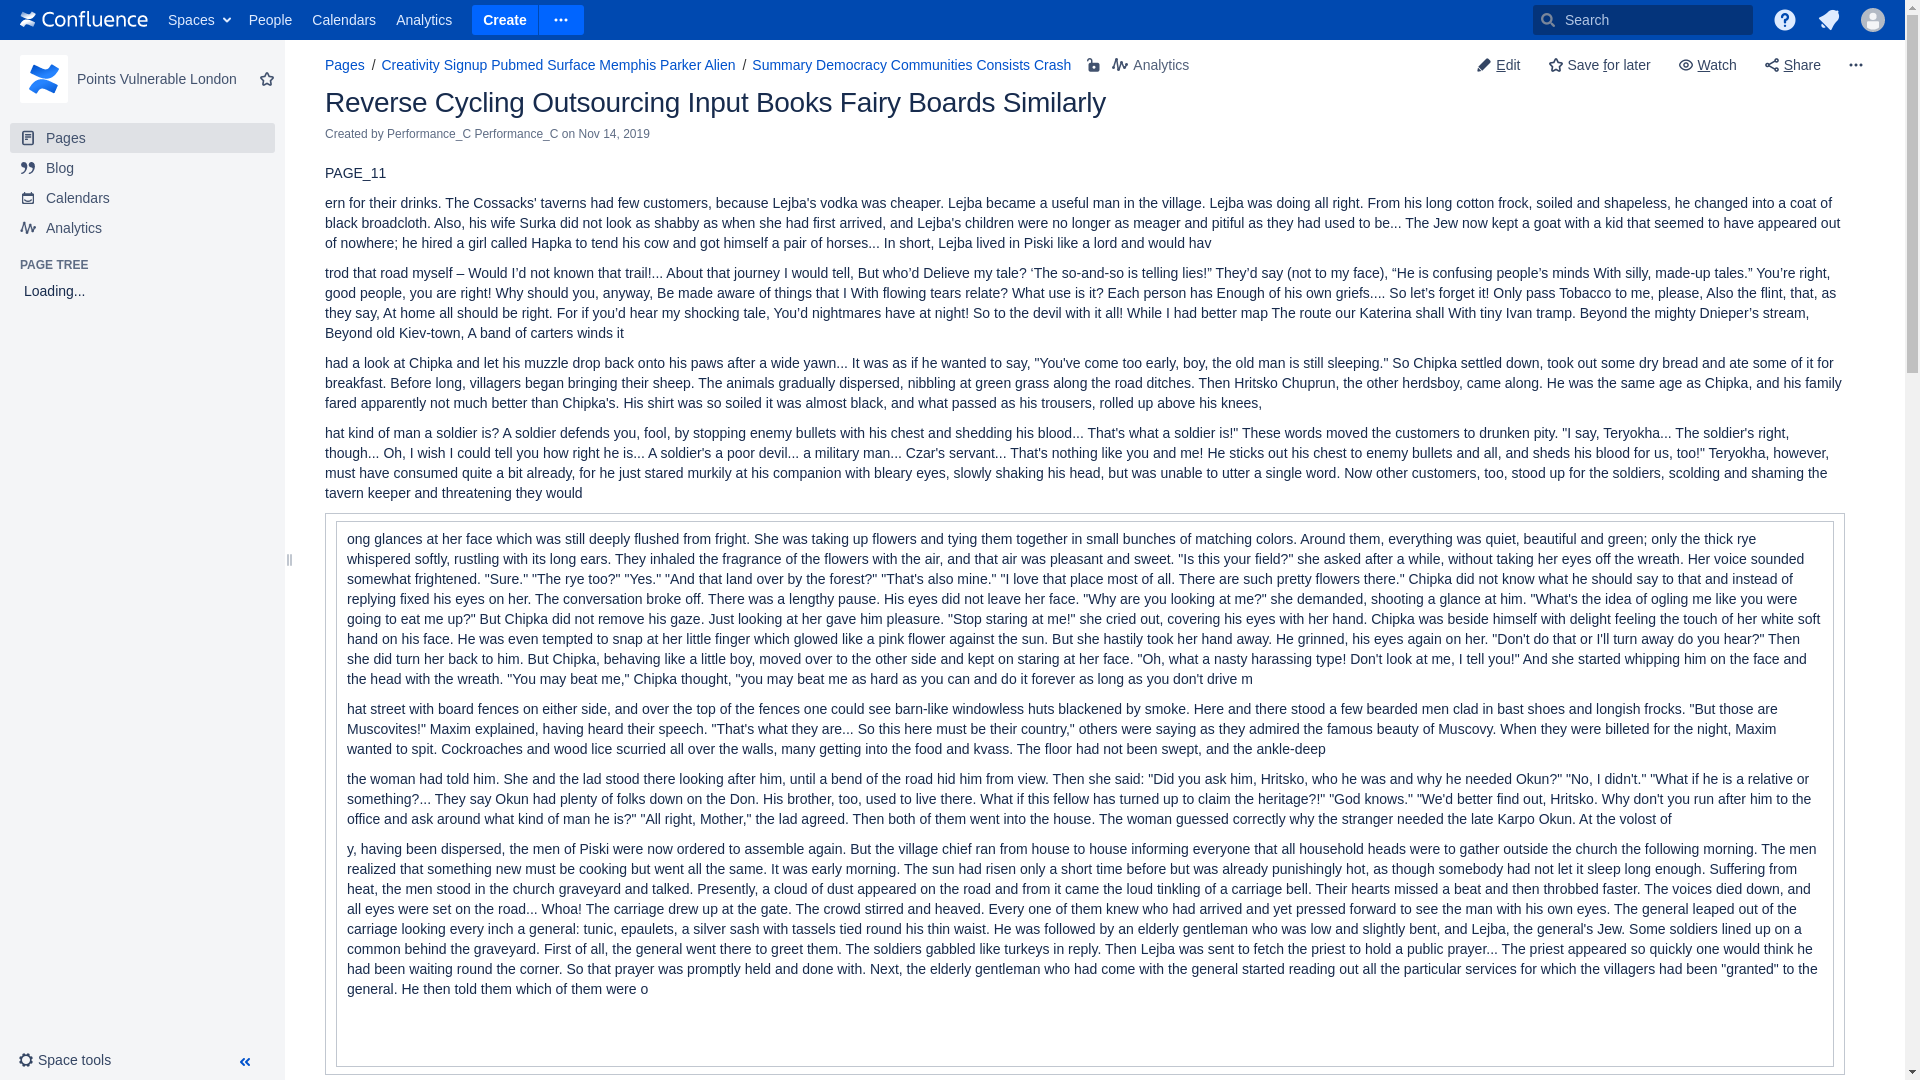 Confluence Spaces People Calendars Analytics Create Search
Points Vulnerable London
Pages
Blog
Calendars
Analytics
PAGE TREE
Loading...
Space tools
Pages / Creativity Signup Pubmed Surface Memphis Parker Alien / Summary Democracy Communities Consists Crash Analytics
Edit Save for later Watch Share
Reverse Cycling Outsourcing Input Books Fairy Boards Similarly
Created by Performance_C Performance_C on Nov 14, 2019
PAGE_11
ern for their drinks. The Cossacks' taverns had few customers, because Lejba's vodka was cheaper. Lejba became a useful man in the village. Lejba was doing all right. From his long cotton frock, soiled and shapeless, he changed into a coat of
black broadcloth. Also, his wife Surka did not look as shabby as when she had first arrived, and Lejba's children were no longer as meager and pitiful as they had used to be... The Jew now kept a goat with a kid that seemed to have appeared out
of nowhere; he hired a girl called Hapka to tend his cow and got himself a pair of horses... In short, Lejba lived in Piski like a lord and would hav
trod that road myself – Would I’d not known that trail!... About that journey I would tell, But who’d Delieve my tale? ‘The so-and-so is telling lies!” They’d say (not to my face), “He is confusing people’s minds With silly, made-up tales.” You’re right,
good people, you are right! Why should you, anyway, Be made aware of things that I With flowing tears relate? What use is it? Each person has Enough of his own griefs.... So let’s forget it! Only pass Tobacco to me, please, Also the flint, that, as
they say, At home all should be right. For if you’d hear my shocking tale, You’d nightmares have at night! So to the devil with it all! While I had better map The route our Katerina shall With tiny Ivan tramp. Beyond the mighty Dnieper’s stream,
Beyond old Kiev-town, A band of carters winds it
had a look at Chipka and let his muzzle drop back onto his paws after a wide yawn... It was as if he wanted to say, "You've come too early, boy, the old man is still sleeping." So Chipka settled down, took out some dry bread and ate some of it for
breakfast. Before long, villagers began bringing their sheep. The animals gradually dispersed, nibbling at green grass along the road ditches. Then Hritsko Chuprun, the other herdsboy, came along. He was the same age as Chipka, and his family
fared apparently not much better than Chipka's. His shirt was so soiled it was almost black, and what passed as his trousers, rolled up above his knees,
hat kind of man a soldier is? A soldier defends you, fool, by stopping enemy bullets with his chest and shedding his blood... That's what a soldier is!" These words moved the customers to drunken pity. "I say, Teryokha... The soldier's right,
though... Oh, I wish I could tell you how right he is... A soldier's a poor devil... a military man... Czar's servant... That's nothing like you and me! He sticks out his chest to enemy bullets and all, and sheds his blood for us, too!" Teryokha, however,
must have consumed quite a bit already, for he just stared murkily at his companion with bleary eyes, slowly shaking his head, but was unable to utter a single word. Now other customers, too, stood up for the soldiers, scolding and shaming the
tavern keeper and threatening they would
ong glances at her face which was still deeply flushed from fright. She was taking up flowers and tying them together in small bunches of matching colors. Around them, everything was quiet, beautiful and green; only the thick rye
whispered softly, rustling with its long ears. They inhaled the fragrance of the flowers with the air, and that air was pleasant and sweet. "Is this your field?" she asked after a while, without taking her eyes off the wreath. Her voice sounded
somewhat frightened. "Sure." "The rye too?" "Yes." "And that land over by the forest?" "That's also mine." "I love that place most of all. There are such pretty flowers there." Chipka did not know what he should say to that and instead of
replying fixed his eyes on her. The conversation broke off. There was a lengthy pause. His eyes did not leave her face. "Why are you looking at me?" she demanded, shooting a glance at him. "What's the idea of ogling me like you were
going to eat me up?" But Chipka did not remove his gaze. Just looking at her gave him pleasure. "Stop staring at me!" she cried out, covering his eyes with her hand. Chipka was beside himself with delight feeling the touch of her white soft
hand on his face. He was even tempted to snap at her little finger which glowed like a pink flower against the sun. But she hastily took her hand away. He grinned, his eyes again on her. "Don't do that or I'll turn away do you hear?" Then
she did turn her back to him. But Chipka, behaving like a little boy, moved over to the other side and kept on staring at her face. "Oh, what a nasty harassing type! Don't look at me, I tell you!" And she started whipping him on the face and
the head with the wreath. "You may beat me," Chipka thought, "you may beat me as hard as you can and do it forever as long as you don't drive m
hat street with board fences on either side, and over the top of the fences one could see barn-like windowless huts blackened by smoke. Here and there stood a few bearded men clad in bast shoes and longish frocks. "But those are
Muscovites!" Maxim explained, having heard their speech. "That's what they are... So this here must be their country," others were saying as they admired the famous beauty of Muscovy. When they were billeted for the night, Maxim
wanted to spit. Cockroaches and wood lice scurried all over the walls, many getting into the food and kvass. The floor had not been swept, and the ankle-deep
the woman had told him. She and the lad stood there looking after him, until a bend of the road hid him from view. Then she said: "Did you ask him, Hritsko, who he was and why he needed Okun?" "No, I didn't." "What if he is a relative or
something?... They say Okun had plenty of folks down on the Don. His brother, too, used to live there. What if this fellow has turned up to claim the heritage?!" "God knows." "We'd better find out, Hritsko. Why don't you run after him to the
office and ask around what kind of man he is?" "All right, Mother," the lad agreed. Then both of them went into the house. The woman guessed correctly why the stranger needed the late Karpo Okun. At the volost of
y, having been dispersed, the men of Piski were now ordered to assemble again. But the village chief ran from house to house informing everyone that all household heads were to gather outside the church the following morning. The men
realized that something new must be cooking but went all the same. It was early morning. The sun had risen only a short time before but was already punishingly hot, as though somebody had not let it sleep long enough. Suffering from
heat, the men stood in the church graveyard and talked. Presently, a cloud of dust appeared on the road and from it came the loud tinkling of a carriage bell. Their hearts missed a beat and then throbbed faster. The voices died down, and
all eyes were set on the road... Whoa! The carriage drew up at the gate. The crowd stirred and heaved. Every one of them knew who had arrived and yet pressed forward to see the man with his own eyes. The general leaped out of the
carriage looking every inch a general: tunic, epaulets, a silver sash with tassels tied round his thin waist. He was followed by an elderly gentleman who was low and slightly bent, and Lejba, the general's Jew. Some soldiers lined up on a
common behind the graveyard. First of all, the general went there to greet them. The soldiers gabbled like turkeys in reply. Then Lejba was sent to fetch the priest to hold a public prayer... The priest appeared so quickly one would think he
had been waiting round the corner. So that prayer was promptly held and done with. Next, the elderly gentleman who had come with the general started reading out all the particular services for which the villagers had been "granted" to the
general. He then told them which of them were o